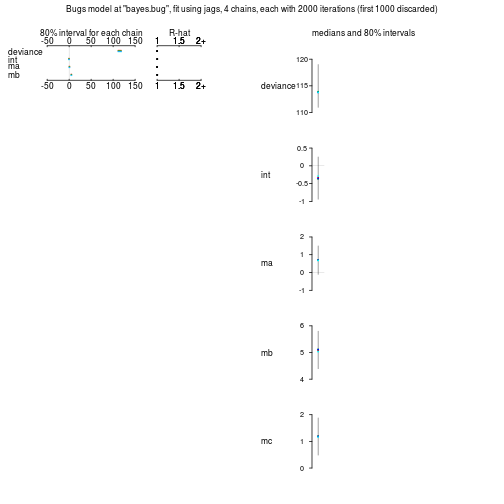 Bugs model at "bayes.bug", fit using jags, 4 chains, each with 2000 iterations (first 1000 discarded)
80% interval for each chain R-hat
-50 0 50 100 150 1 1.5 2+
deviance
int
ma
mb
-50 0 50 100 150 1 1.5 2+
medians and 80% intervals
120
deviance 115
110
0.5
0
int
-0.5
-1
2
1
ma
0
-1
6
mb 5
4
2
mc 1
0